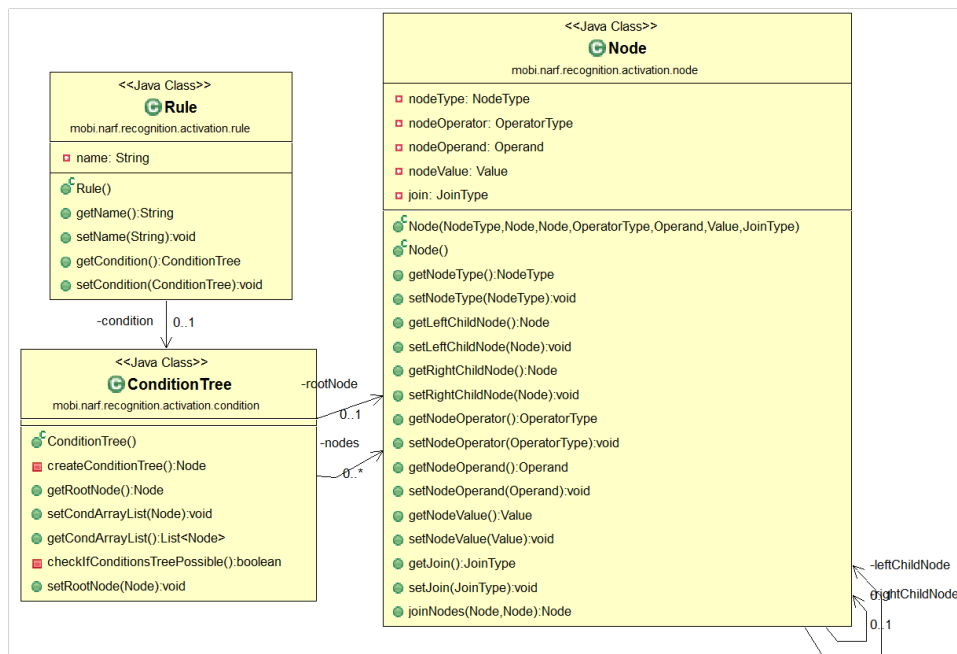 <<Java Class>>
Rule
mobi.narf.recognition.activation.rule
name: String
Rule()
getName():String
setName(String):void
getCondition():ConditionTree
setCondition(ConditionTree):void
-condition
0..1
<<Java Class>>
ConditionTree
mobi.narf.recognition.activation.condition
ConditionTree()
createConditionTree():Node
getRootNode():Node
setCondArrayList(Node):void
getCondArrayList():List<Node>
checkIfConditionsTreePossible():boolean
setRootNode(Node):void
-rootNode
0..1
-nodes
0..*
<<Java Class>>
Node
mobi.narf.recognition.activation.node
nodeType: NodeType
nodeOperator: OperatorType
nodeOperand: Operand
nodeValue: Value
join: JoinType
Node(NodeType,Node,Node,OperatorType,Operand,Value,JoinType)
Node()
getNodeType():NodeType
setNodeType(NodeType):void
getLeftChildNode():Node
setLeftChildNode(Node):void
getRightChildNode():Node
setRightChildNode(Node):void
getNodeOperator():OperatorType
setNodeOperator(OperatorType):void
getNodeOperand():Operand
setNodeOperand(Operand):void
getNodeValue():Value
setNodeValue(Value):void
getJoin():JoinType
setJoin(JoinType):void
joinNodes(Node,Node):Node
-leftChildNode
0..1
-rightChildNode
0..1